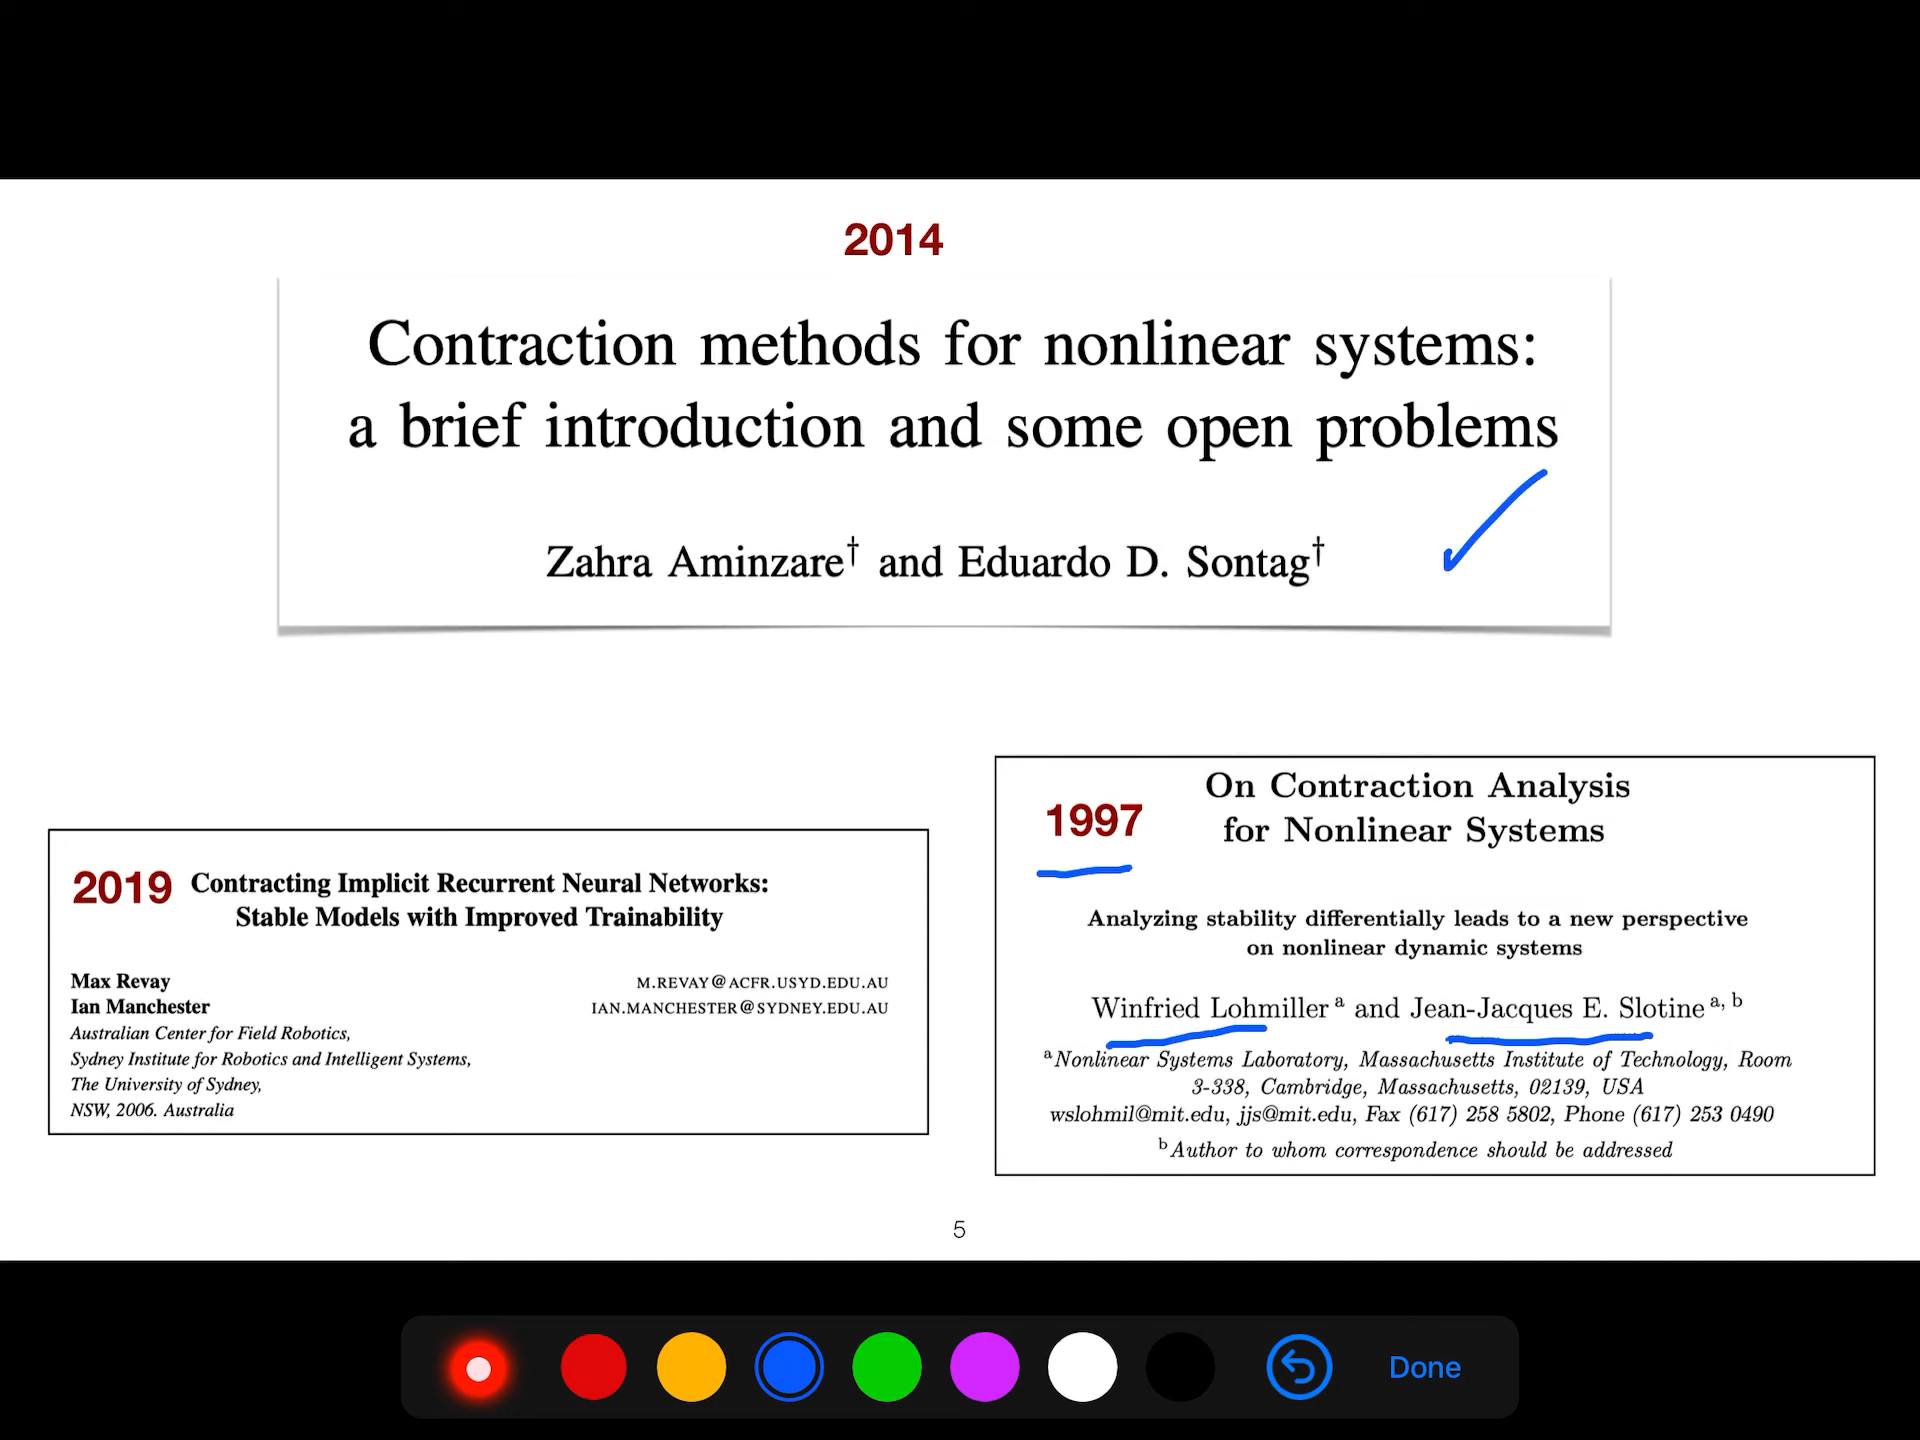 2014
Contraction methods for nonlinear systems:
a brief introduction and some open problems
Zahra Aminzare† and Eduardo D. Sontag†
2019 Contracting Implicit Recurrent Neural Networks:
Stable Models with Improved Trainability
Max Revay M.REVAY@ACFR.USYD.EDU.AU
Ian Manchester IAN.MANCHESTER@SYDNEY.EDU.AU
Australian Center for Field Robotics,
Sydney Institute for Robotics and Intelligent Systems,
The University of Sydney,
NSW, 2006. Australia
On Contraction Analysis
1997
for Nonlinear Systems
Analyzing stability differentially leads to a new perspective
on nonlinear dynamic systems
Winfried Lohmiller a and Jean-Jacques E. Slotine a, b
a Nonlinear Systems Laboratory, Massachusetts Institute of Technology, Room
3-338, Cambridge, Massachusetts, 02139, USA
wslohmil@mit.edu, jjs@mit.edu, Fax (617) 258 5802, Phone (617) 253 0490
b Author to whom correspondence should be addressed
5
Done